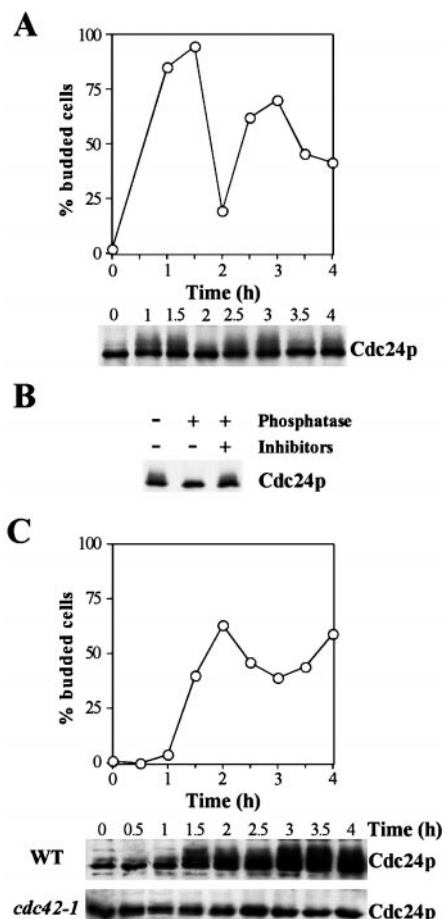 A
100
75
50
25
0
% budded cells
0 1 2 3 4
Time (h)
0 1 1.5 2 2.5 3 3.5 4
Cdc24p
B
- + + Phosphatase
- - + Inhibitors
Cdc24p
C
100
75
50
25
0
% budded cells
0 1 2 3 4
Time (h)
0 0.5 1 1.5 2 2.5 3 3.5 4 Time (h)
WT Cdc24p
cdc42-1 Cdc24p